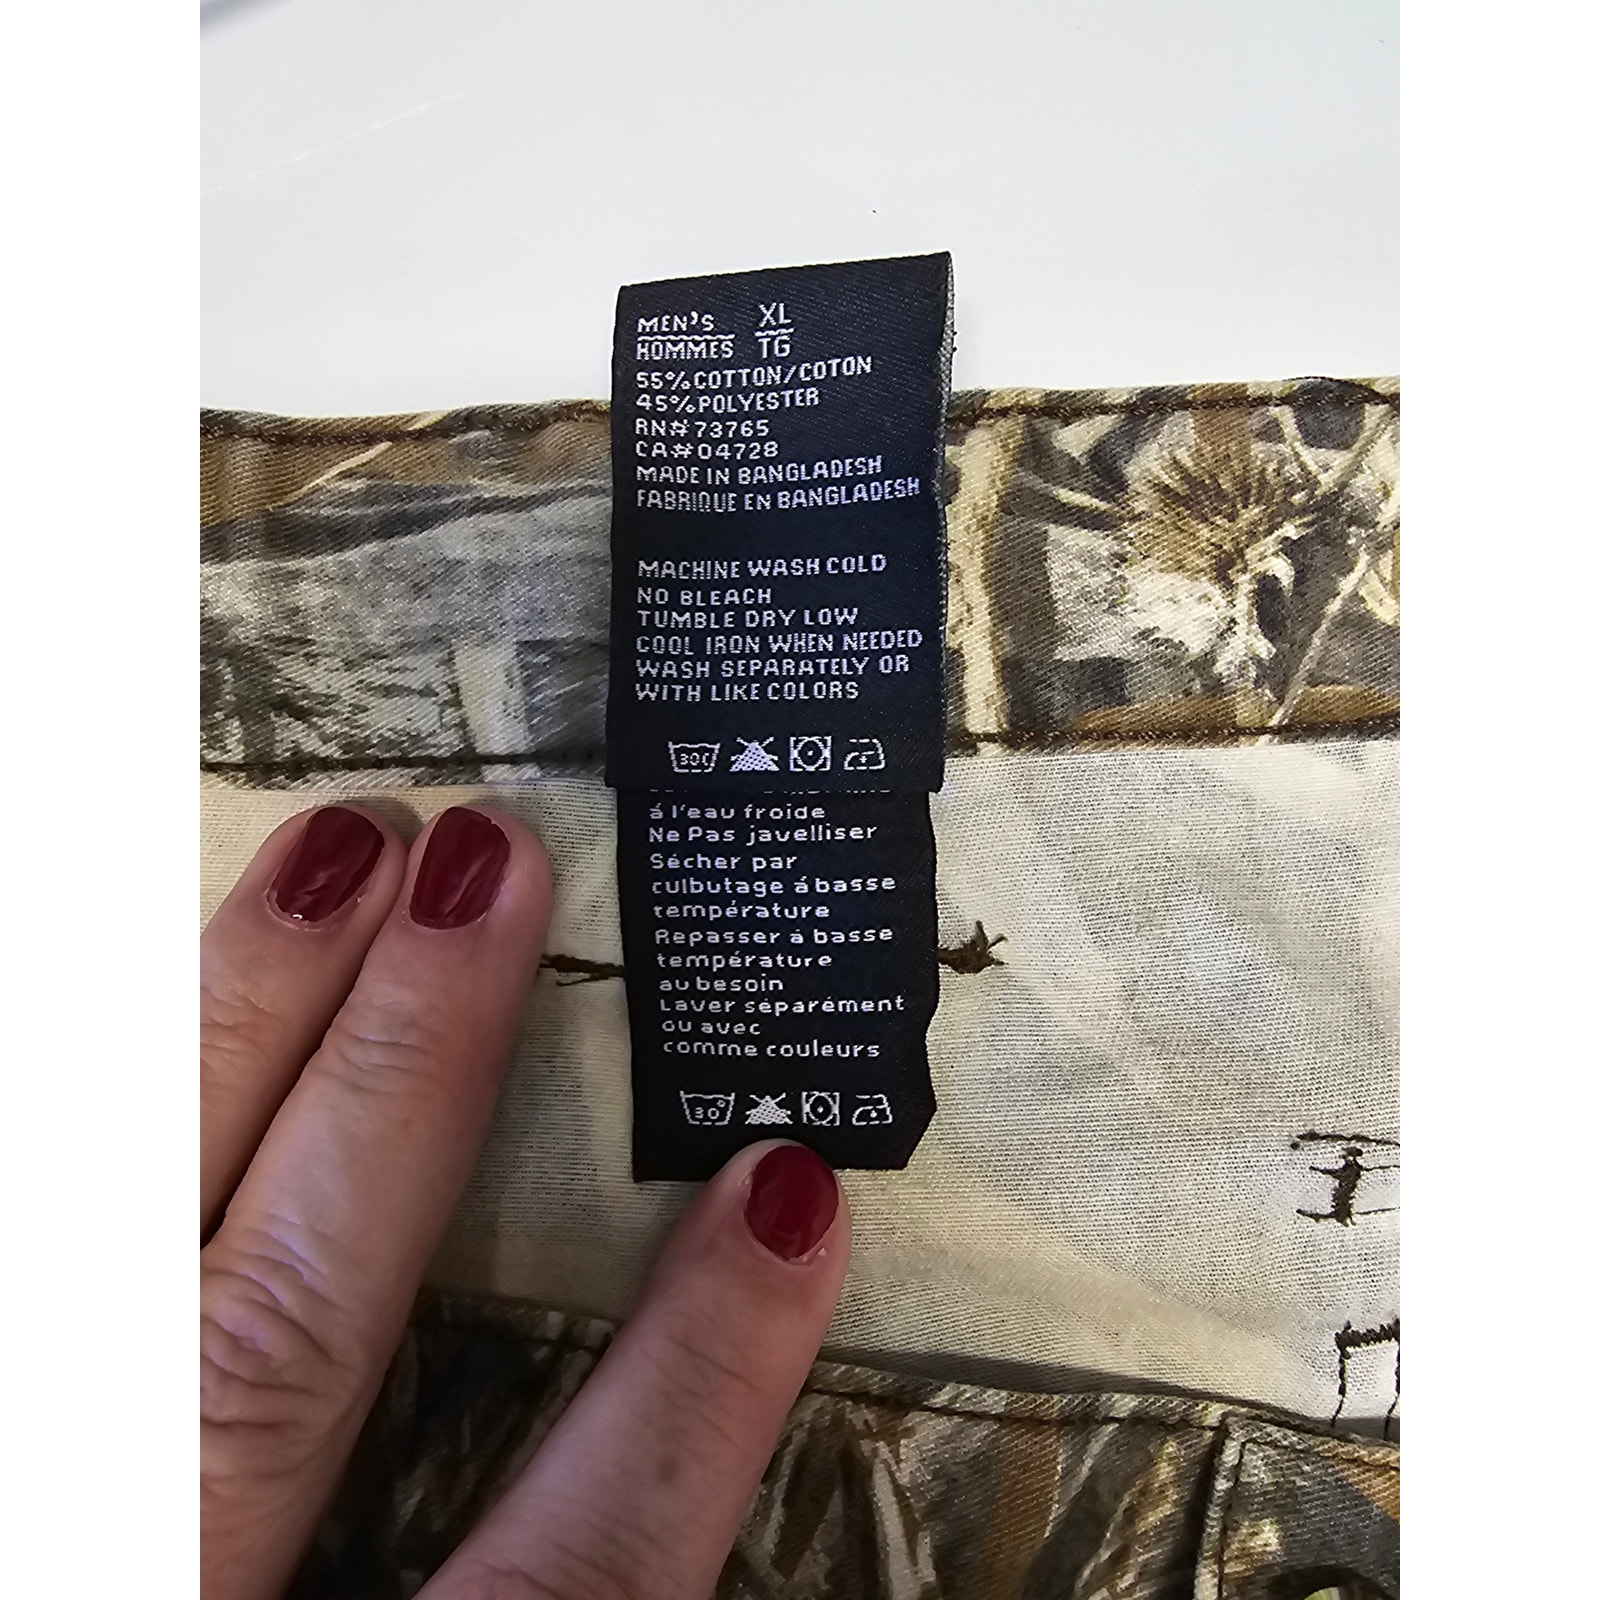 MEN'S XL
HOMMES TG
55% COTTON/COTON
45% POLYESTER
RN# 73765
CA# 04728
MADE IN BANGLADESH
FABRIQUE EN BANGLADESH
MACHINE WASH COLD
NO BLEACH
TUMBLE DRY LOW
COOL IRON WHEN NEEDED
WASH SEPARATELY OR
WITH LIKE COLORS
30
á l'eau froide
Ne Pas javelliser
Sécher par
culbutage á basse
température
Repasser á basse
température
au besoin
Laver séparément
ou avec
comme couleurs
30°